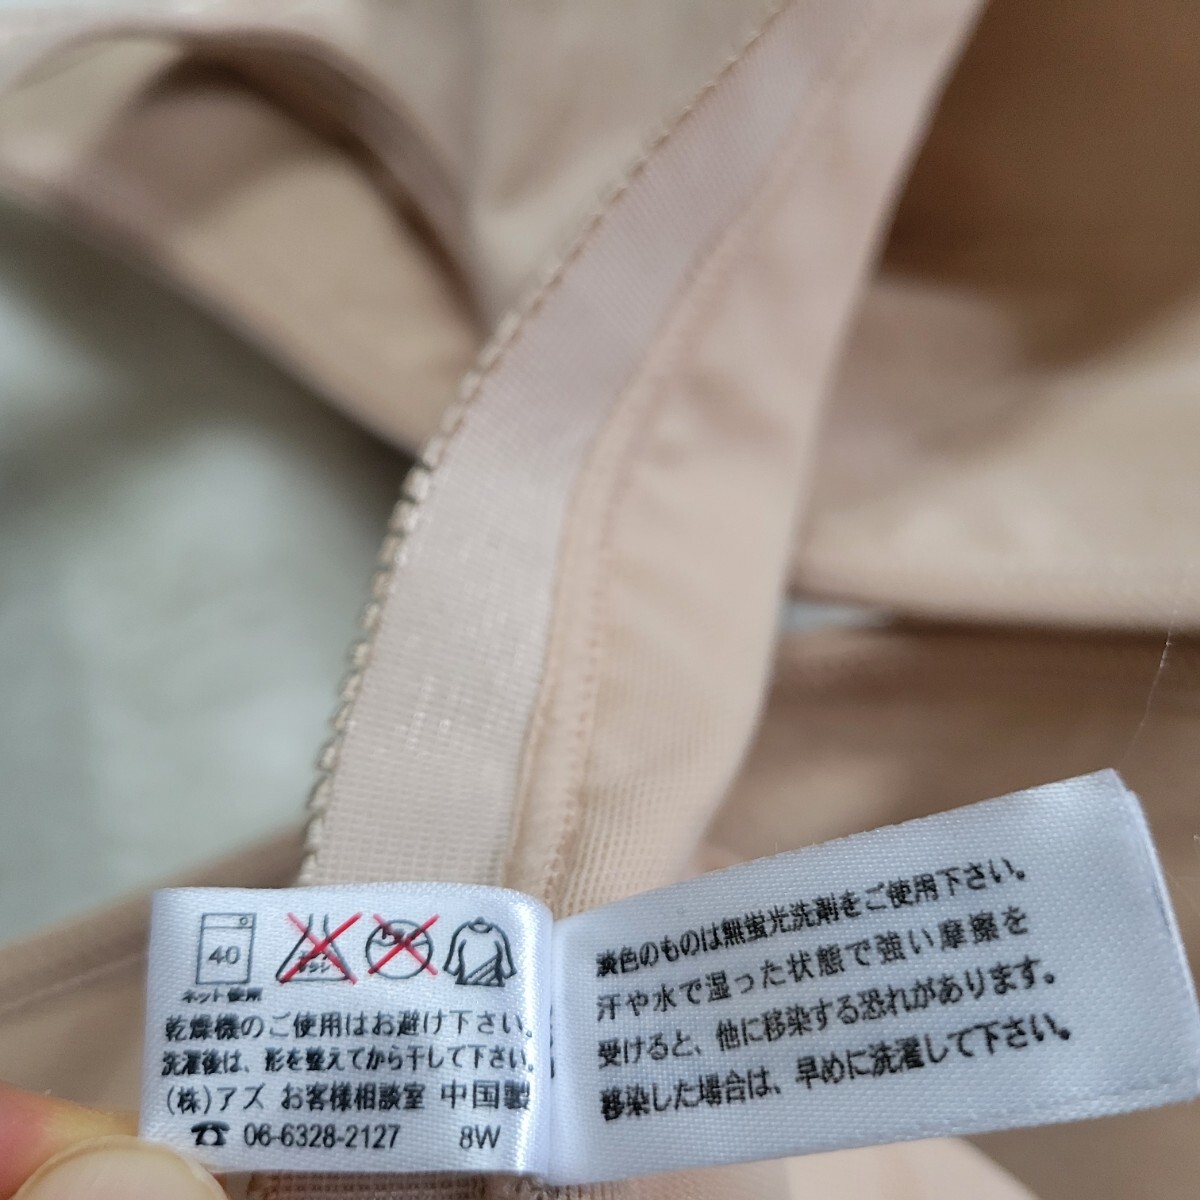 40
ネット使用
乾燥機のご使用はお避け下さい。
洗濯後は、形を整えてから干して下さい。
(株)アズ お客様相談室 中国製
☎ 06-6328-2127 8W
淡色のものは無蛍光洗剤をご使用下さい。
汗や水で湿った状態で強い摩擦を
受けると、他に移染する恐れがあります。
移染した場合は、早めに洗濯して下さい。